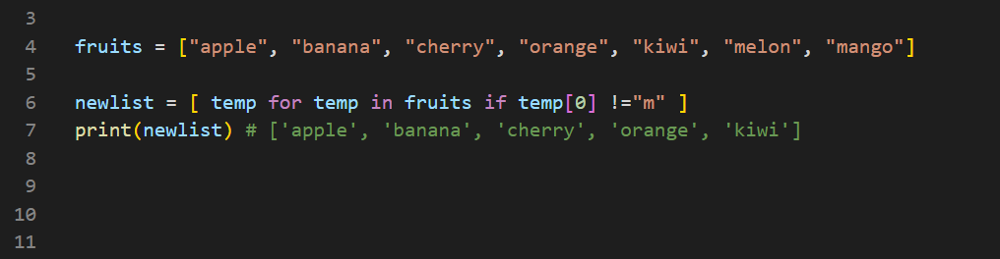 3
4 fruits = ["apple", "banana", "cherry", "orange", "kiwi", "melon", "mango"]
5
6 newlist = [ temp for temp in fruits if temp[0] !="m" ]
7 print(newlist) # ['apple', 'banana', 'cherry', 'orange', 'kiwi']
8
9
10
11